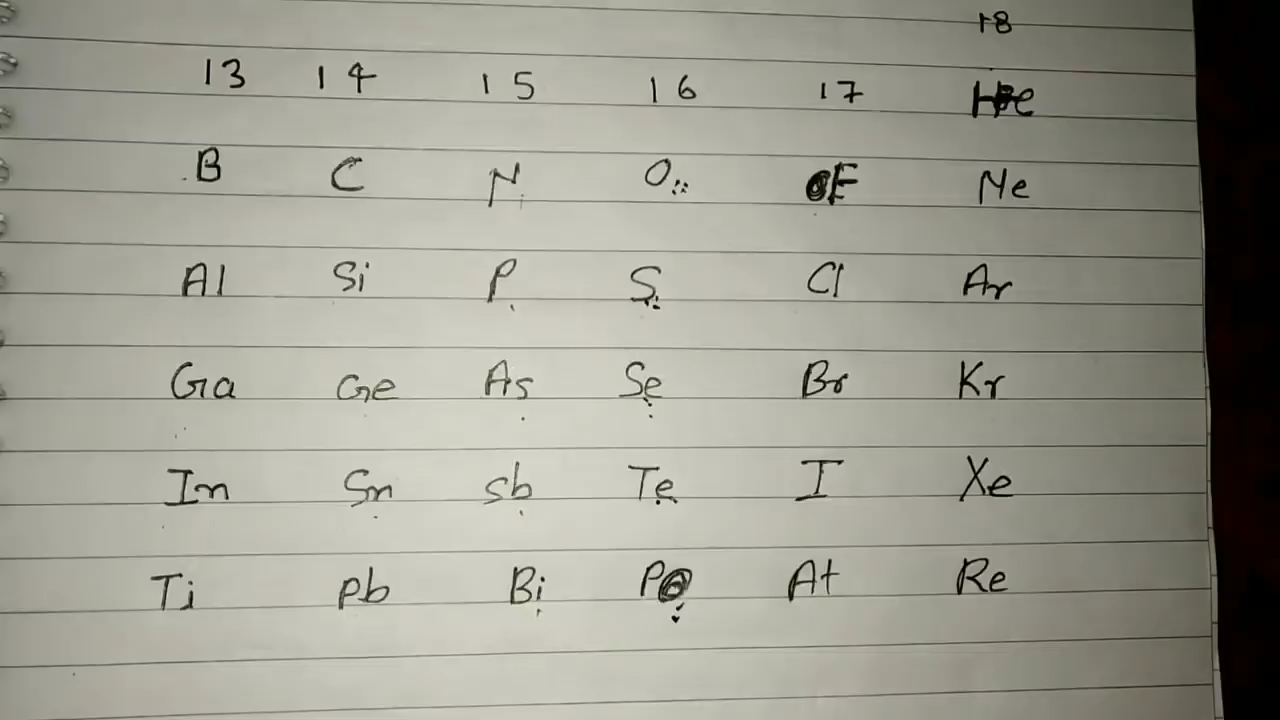 18
13 14 15 16 17 He
B C N O F Ne
Al Si P S Cl Ar
Ga Ge As Se Br Kr
In Sn sb Te I Xe
Ti Pb Bi Po At Re